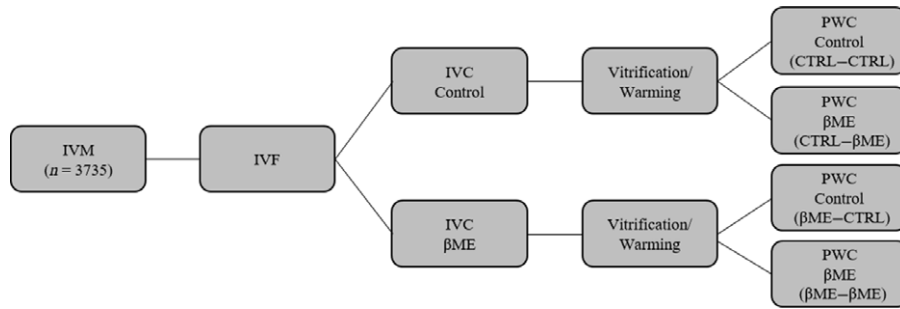 IVM
(n = 3735)
IVF
IVC
Control
Vitrification/
Warming
PWC
Control
(CTRL–CTRL)
PWC
βME
(CTRL–βME)
IVC
βME
Vitrification/
Warming
PWC
Control
(βME–CTRL)
PWC
βME
(βME–βME)